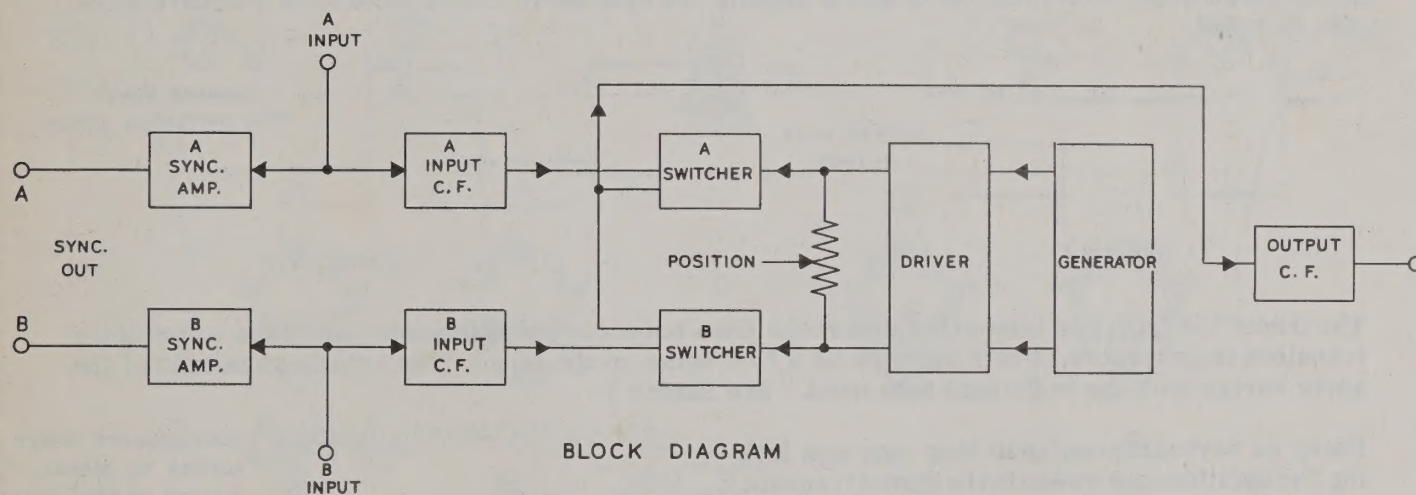 A
INPUT
A
SYNC.
AMP.
A
INPUT
C. F.
A
SWITCHER
A
SYNC.
OUT
POSITION
DRIVER
GENERATOR
OUTPUT
C. F.
B
B
SYNC.
AMP.
B
INPUT
C. F.
B
SWITCHER
B
INPUT
BLOCK DIAGRAM